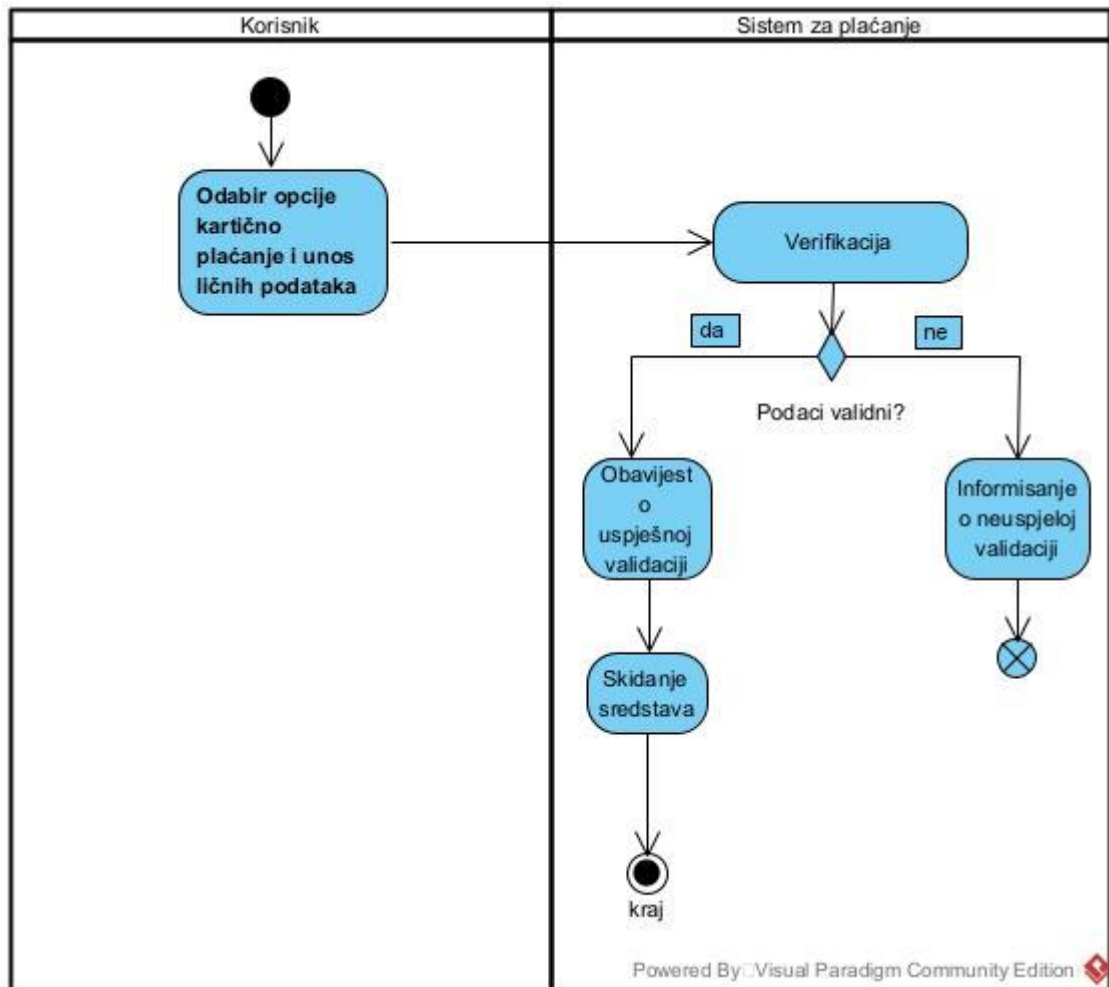 Korisnik
Sistem za plaćanje
Odabir opcije
kartično
plaćanje i unos
ličnih podataka
Verifikacija
da
ne
Podaci validni?
Obavijest
o
uspješnoj
validaciji
Informisanje
o neuspjeloj
validaciji
Skidanje
sredstava
kraj
Powered By Visual Paradigm Community Edition